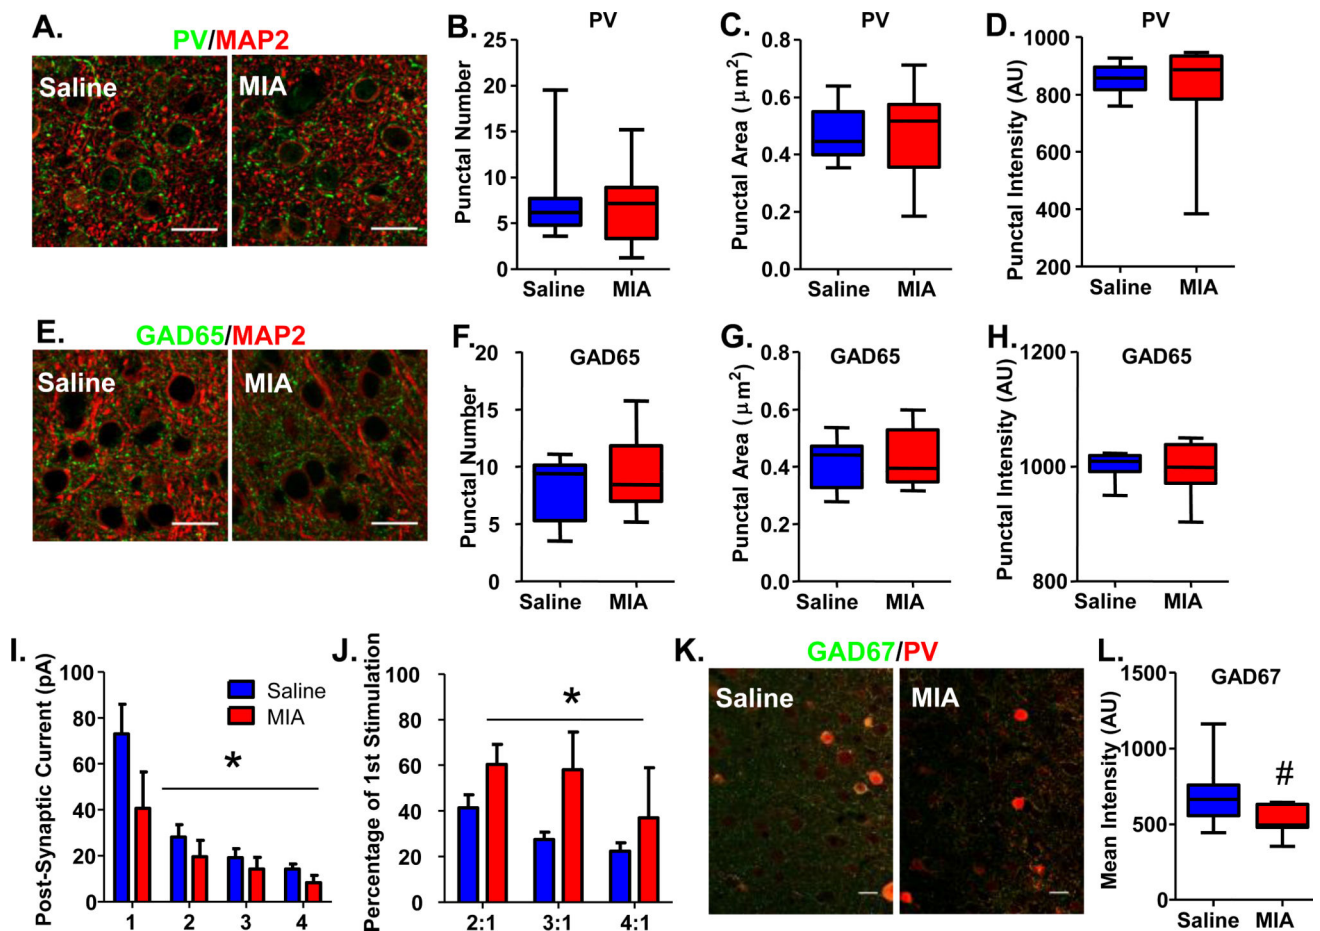 A.
PV/MAP2
Saline
MIA
B.
PV
Punctal Number
25
20
15
10
5
0
Saline
MIA
C.
Punctal Area (μm²)
0.8
0.6
0.4
0.2
0.0
Saline
MIA
D.
PV
Punctal Intensity (AU)
1000
800
600
400
200
Saline
MIA
E.
GAD65/MAP2
Saline
MIA
F.
GAD65
Punctal Number
20
15
10
5
0
Saline
MIA
G.
GAD65
Punctal Area (μm²)
0.8
0.6
0.4
0.2
0.0
Saline
MIA
H.
GAD65
Punctal Intensity (AU)
1200
1000
800
Saline
MIA
I.
Post-Synaptic Current (pA)
100
80
60
40
20
0
Saline
MIA
*
1
2
3
4
J.
Percentage of 1st Stimulation
100
80
60
40
20
0
*
2:1
3:1
4:1
K.
GAD67/PV
Saline
MIA
L.
GAD67
Mean Intensity (AU)
1500
1000
500
0
#
Saline
MIA